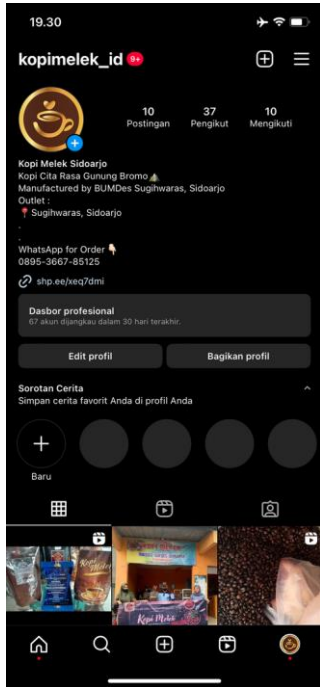 19.30
kopimelek_id 9+
10 37 10
Postingan Pengikut Mengikuti
Kopi Melek Sidoarjo
Kopi Cita Rasa Gunung Bromo
Manufactured by BUMDes Sugihwaras, Sidoarjo
Outlet :
Sugihwaras, Sidoarjo
.
.
WhatsApp for Order
0895-3667-85125
shp.ee/xeq7dmi
Dasbor profesional
67 akun dijangkau dalam 30 hari terakhir.
Edit profil Bagikan profil
Sorotan Cerita
Simpan cerita favorit Anda di profil Anda
Baru
Kopi Melek